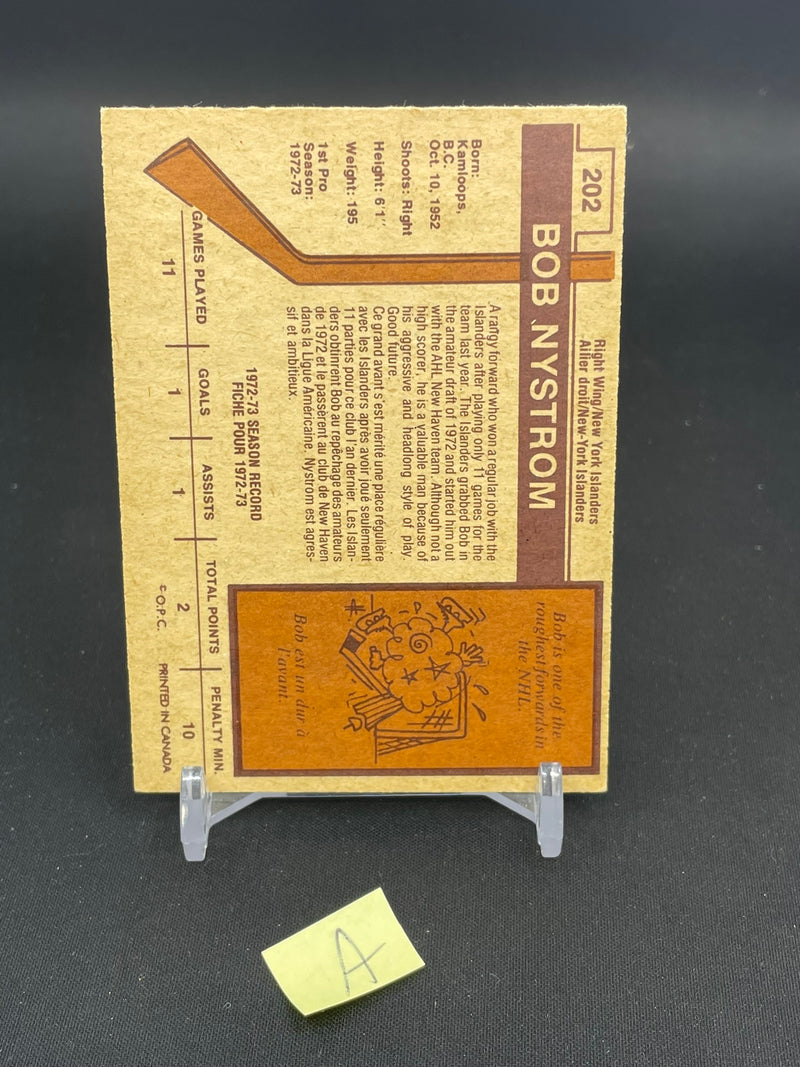 202
Right Wing/New York Islanders
Ailier droit/New-York Islanders
BOB NYSTROM
Born:
Kamloops,
B.C.
Oct. 10, 1952
Shoots: Right
Height: 6'1"
Weight: 195
1st Pro
Season:
1972-73
A rangy forward who won a regular job with the
Islanders after playing only 11 games for the
team last year. The Islanders grabbed Bob in
the amateur draft of 1972 and started him out
with the AHL New Haven team. Although not a
high scorer, he is a valuable man because of
his aggressive and headlong style of play.
Good future.
Ce grand avant s'est mérité une place régulière
avec les Islanders après avoir joué seulement
11 parties pour ce club l'an dernier. Les Islan-
ders obtinrent Bob au repêchage des amateurs
de 1972 et le passèrent au club de New Haven
dans la Ligue Américaine. Nystrom est agres-
sif et ambitieux.
Bob is one of the
roughest forwards in
the NHL.
#
#
Bob est un dur à
l'avant.
1972-73 SEASON RECORD
FICHE POUR 1972-73
GAMES PLAYED GOALS ASSISTS TOTAL POINTS PENALTY MIN.
11 1 1 2 10
© O.P.C. PRINTED IN CANADA
A